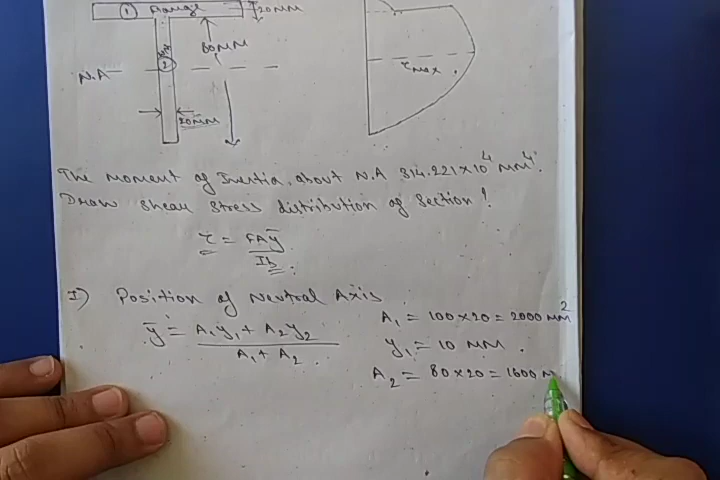 ① Flange 20MM
80MM
②
N.A
τmax
20MM
The Moment of Inertia about N.A 314.221 × 10⁴ MM⁴.
Draw shear stress distribution of section!
τ = FAȳ / Ib
I) Position of Neutral Axis
ȳ = A₁y₁ + A₂y₂ / A₁ + A₂
A₁ = 100 × 20 = 2000 MM²
y₁ = 10 MM
A₂ = 80 × 20 = 1600 M